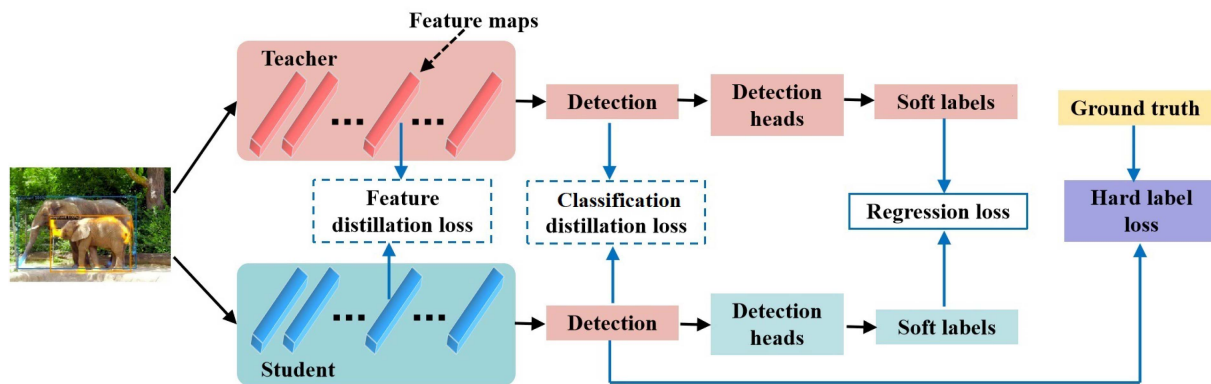 Feature maps
Teacher
Detection
Detection
heads
Soft labels
Ground truth
Feature
distillation loss
Classification
distillation loss
Regression loss
Hard label
loss
Student
Detection
Detection
heads
Soft labels